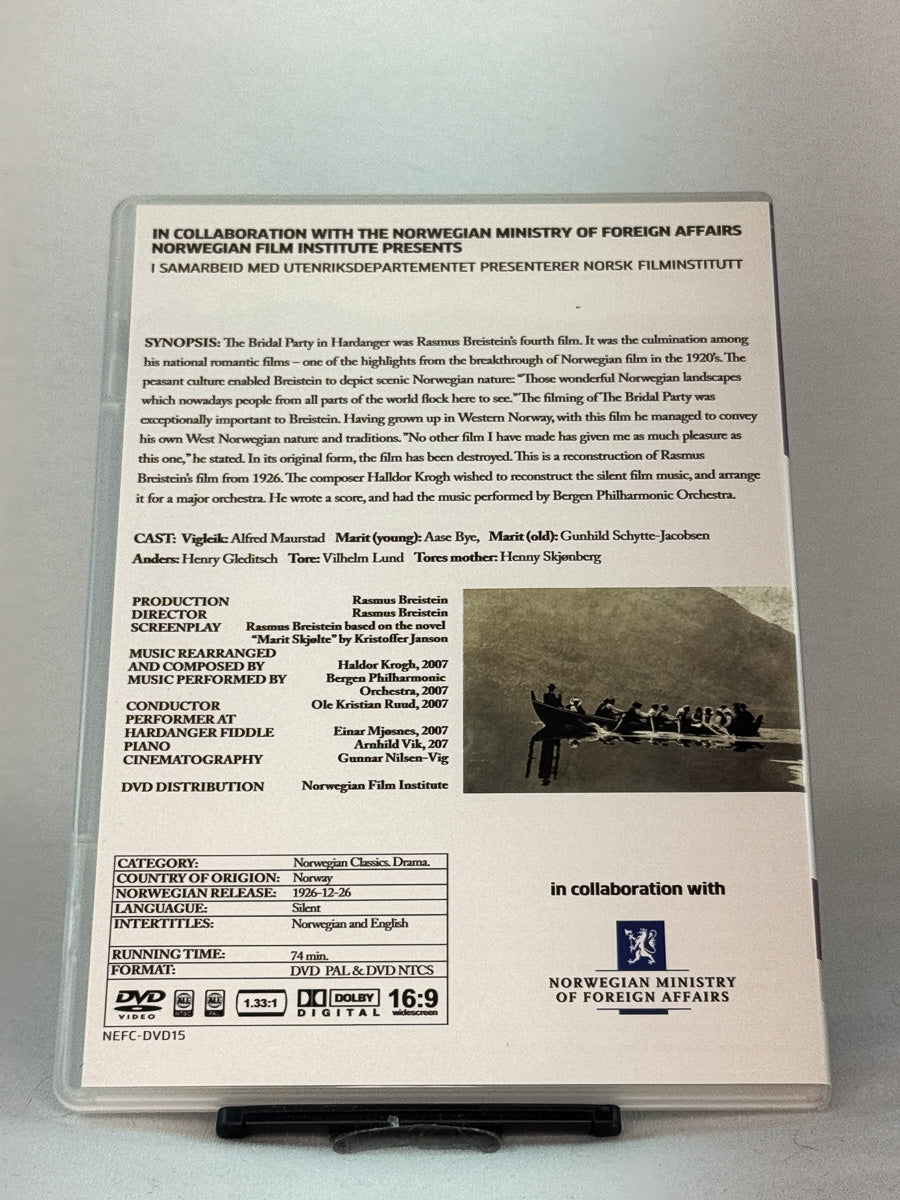 IN COLLABORATION WITH THE NORWEGIAN MINISTRY OF FOREIGN AFFAIRS
NORWEGIAN FILM INSTITUTE PRESENTS
I SAMARBEID MED UTENRIKSDEPARTEMENTET PRESENTERER NORSK FILMINSTITUTT
SYNOPSIS: The Bridal Party in Hardanger was Rasmus Breistein's fourth film. It was the culmination among
his national romantic films – one of the highlights from the breakthrough of Norwegian film in the 1920's. The
peasant culture enabled Breistein to depict scenic Norwegian nature: "Those wonderful Norwegian landscapes
which nowadays people from all parts of the world flock here to see." The filming of The Bridal Party was
exceptionally important to Breistein. Having grown up in Western Norway, with this film he managed to convey
his own West Norwegian nature and traditions. "No other film I have made has given me as much pleasure as
this one," he stated. In its original form, the film has been destroyed. This is a reconstruction of Rasmus
Breistein's film from 1926. The composer Halldor Krogh wished to reconstruct the silent film music, and arrange
it for a major orchestra. He wrote a score, and had the music performed by Bergen Philharmonic Orchestra.
CAST: Vigleik: Alfred Maurstad Marit (young): Aase Bye, Marit (old): Gunhild Schytte-Jacobsen
Anders: Henry Gleditsch Tore: Vilhelm Lund Tores mother: Henny Skjønberg
PRODUCTION Rasmus Breistein
DIRECTOR Rasmus Breistein
SCREENPLAY Rasmus Breistein based on the novel
"Marit Skjølte" by Kristoffer Janson
MUSIC REARRANGED
AND COMPOSED BY Haldor Krogh, 2007
MUSIC PERFORMED BY Bergen Philharmonic
Orchestra, 2007
CONDUCTOR Ole Kristian Ruud, 2007
PERFORMER AT
HARDANGER FIDDLE Einar Mjøsnes, 2007
PIANO Arnhild Vik, 207
CINEMATOGRAPHY Gunnar Nilsen-Vig
DVD DISTRIBUTION Norwegian Film Institute
CATEGORY: Norwegian Classics. Drama.
COUNTRY OF ORIGION: Norway
NORWEGIAN RELEASE: 1926-12-26
LANGUAGUE: Silent
INTERTITLES: Norwegian and English
RUNNING TIME: 74 min.
FORMAT: DVD PAL & DVD NTCS
DVD VIDEO ALL NTSC ALL PAL 1.33:1 DOLBY DIGITAL 16:9 widescreen
NEFC-DVD15
in collaboration with
NORWEGIAN MINISTRY
OF FOREIGN AFFAIRS